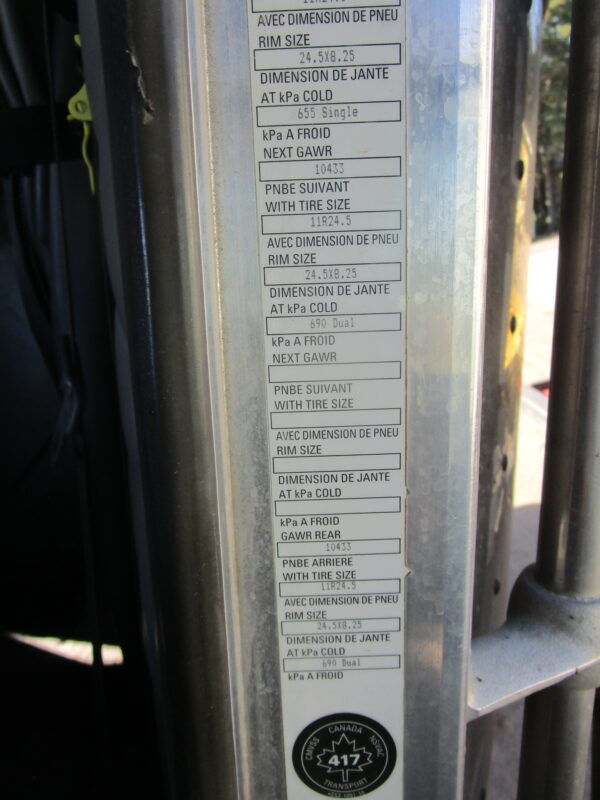 11R24.5
AVEC DIMENSION DE PNEU
RIM SIZE
24.5X8.25
DIMENSION DE JANTE
AT kPa COLD
655 Single
kPa A FROID
NEXT GAWR
10433
PNBE SUIVANT
WITH TIRE SIZE
11R24.5
AVEC DIMENSION DE PNEU
RIM SIZE
24.5X8.25
DIMENSION DE JANTE
AT kPa COLD
690 Dual
kPa A FROID
NEXT GAWR
PNBE SUIVANT
WITH TIRE SIZE
AVEC DIMENSION DE PNEU
RIM SIZE
DIMENSION DE JANTE
AT kPa COLD
kPa A FROID
GAWR REAR
10433
PNBE ARRIERE
WITH TIRE SIZE
11R24.5
AVEC DIMENSION DE PNEU
RIM SIZE
24.5X8.25
DIMENSION DE JANTE
AT kPa COLD
690 Dual
kPa A FROID
CMVSS CANADA NSVAC
417
TRANSPORT